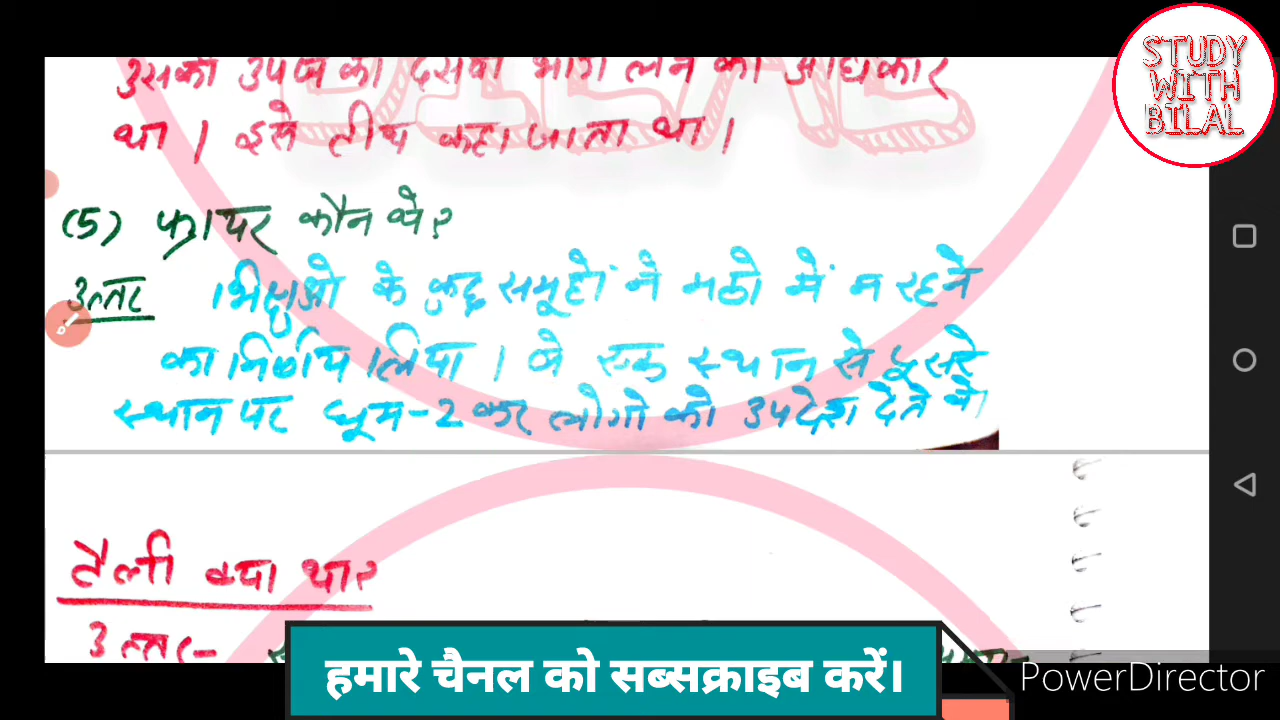 उसकी उपज का दसवा भाग लेने का अधिकार
था। इसे टीथ कहा जाता था।
(5) फ्रायर कौन थे?
उत्तर भिक्षुओ के कुछ समूहों ने मठो में न रहने
का निर्णय लिया। वे एक स्थान से दूसरे
स्थान पर घूम-2 कर लोगो को उपदेश देते थे।
टैली क्या था?
उत्तर-
हमारे चैनल को सब्सक्राइब करें।
STUDY
WITH
BILAL
PowerDirector